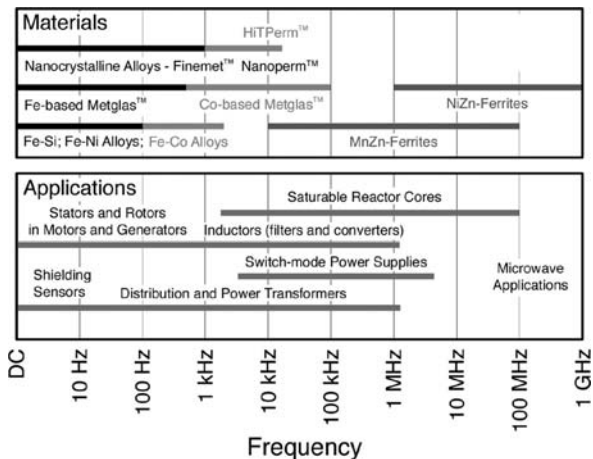 Materials
HiTPerm™
Nanocrystalline Alloys - Finemet™ Nanoperm™
Fe-based Metglas™ Co-based Metglas™ NiZn-Ferrites
Fe-Si; Fe-Ni Alloys; Fe-Co Alloys MnZn-Ferrites
Applications
Saturable Reactor Cores
Stators and Rotors
in Motors and Generators Inductors (filters and converters)
Switch-mode Power Supplies
Shielding
Sensors
Distribution and Power Transformers
Microwave
Applications
DC
10 Hz
100 Hz
1 kHz
10 kHz
100 kHz
1 MHz
10 MHz
100 MHz
1 GHz
Frequency